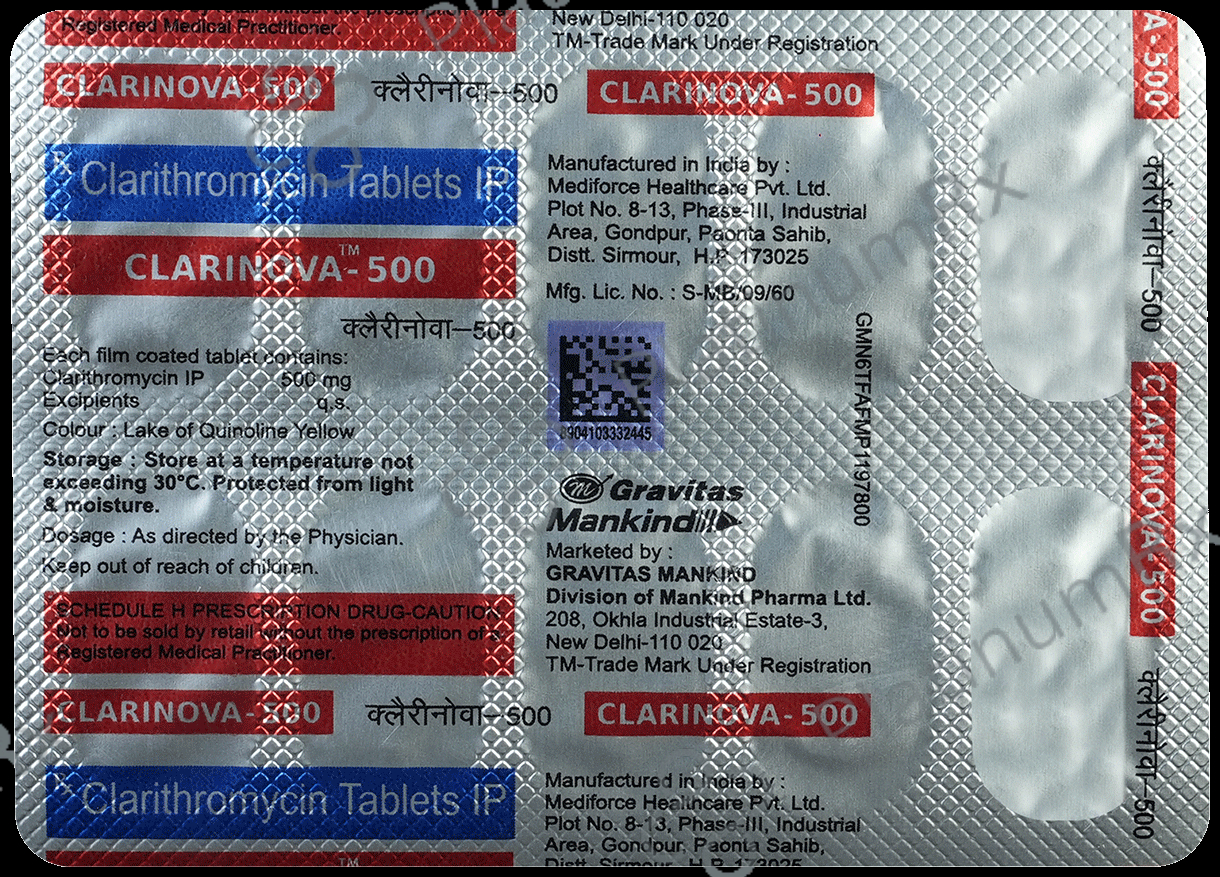 Registered Medical Practitioner.
CLARINOVA-500
क्लैरीनोवा–500
Rx Clarithromycin Tablets IP
CLARINOVA™-500
क्लैरीनोवा–500
Each film coated tablet contains:
Clarithromycin IP 500 mg
Excipients q.s.
Colour : Lake of Quinoline Yellow
Storage : Store at a temperature not
exceeding 30°C. Protected from light
& moisture.
Dosage : As directed by the Physician.
Keep out of reach of children.
SCHEDULE H PRESCRIPTION DRUG-CAUTION
Not to be sold by retail without the prescription of a
Registered Medical Practitioner.
CLARINOVA-500
क्लैरीनोवा–500
Rx Clarithromycin Tablets IP
TM
New Delhi-110 020
TM-Trade Mark Under Registration
CLARINOVA-500
Manufactured in India by :
Mediforce Healthcare Pvt. Ltd.
Plot No. 8-13, Phase-III, Industrial
Area, Gondpur, Paonta Sahib,
Distt. Sirmour, H.P. 173025
Mfg. Lic. No. : S-MB/09/60
8904103332445
GMN6TFAFMP1197800
Gravitas
Mankind
Marketed by :
GRAVITAS MANKIND
Division of Mankind Pharma Ltd.
208, Okhla Industrial Estate-3,
New Delhi-110 020
TM-Trade Mark Under Registration
CLARINOVA-500
Manufactured in India by :
Mediforce Healthcare Pvt. Ltd.
Plot No. 8-13, Phase-III, Industrial
Area, Gondpur, Paonta Sahib,
Distt. Sirmour, H.P. 173025
A-500
क्लैरीनोवा–500
CLARINOVA-500
क्लैरीनोवा–500